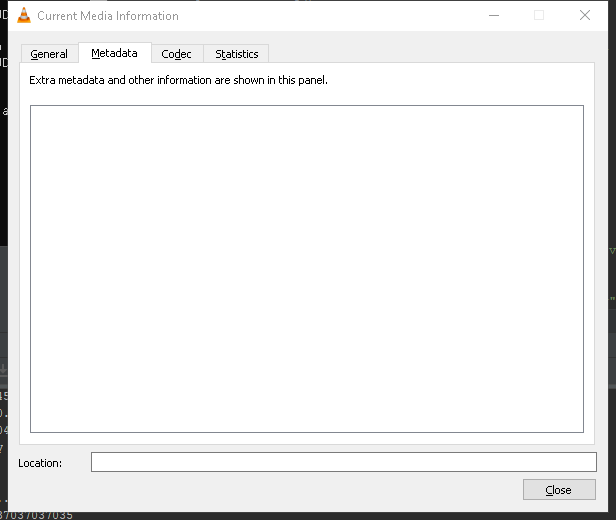 Current Media Information
General Metadata Codec Statistics
Extra metadata and other information are shown in this panel.
Location:
Close
37037037035